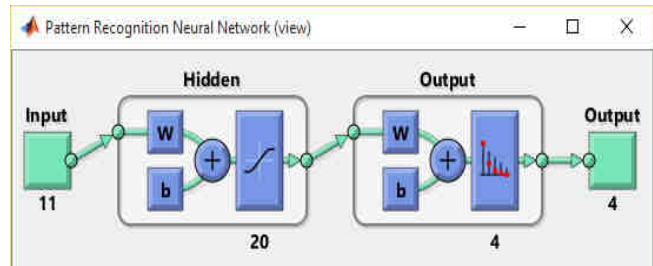 Pattern Recognition Neural Network (view)
Hidden Output
Input Output
W W
b b
11 4
20 4